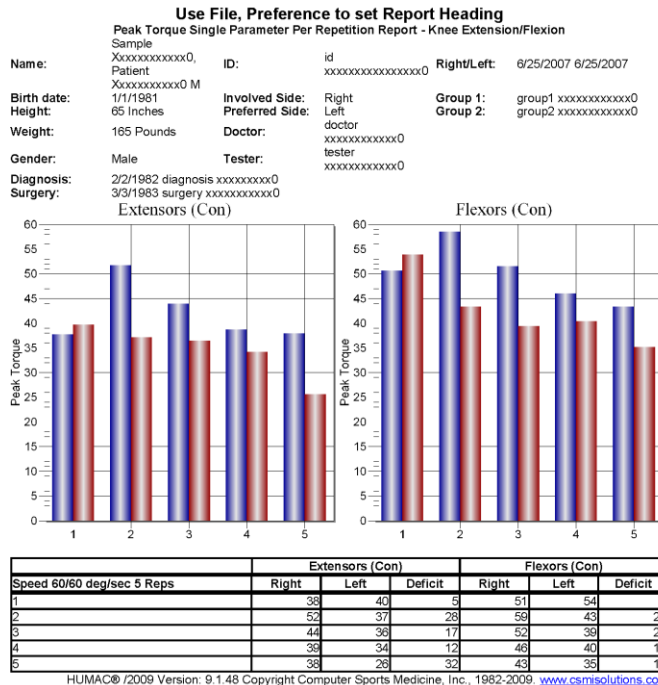 Use File, Preference to set Report Heading
Peak Torque Single Parameter Per Repetition Report - Knee Extension/Flexion
Name: Sample Xxxxxxxxxxx0, Patient Xxxxxxxxxxx0 M ID: id xxxxxxxxxxxxxxxx0 Right/Left: 6/25/2007 6/25/2007
Birth date: 1/1/1981 Involved Side: Right Group 1: group1 xxxxxxxxxxxx0
Height: 65 Inches Preferred Side: Left Group 2: group2 xxxxxxxxxxxx0
Weight: 165 Pounds Doctor: doctor xxxxxxxxxxxx0
Gender: Male Tester: tester xxxxxxxxxxxx0
Diagnosis: 2/2/1982 diagnosis xxxxxxxxx0
Surgery: 3/3/1983 surgery xxxxxxxxxxx0
Extensors (Con)
Peak Torque
60
55
50
45
40
35
30
25
20
15
10
5
0
1 2 3 4 5
Flexors (Con)
Peak Torque
60
55
50
45
40
35
30
25
20
15
10
5
0
1 2 3 4 5
Extensors (Con) Flexors (Con)
Speed 60/60 deg/sec 5 Reps Right Left Deficit Right Left Deficit
1 38 40 5 51 54
2 52 37 28 59 43 2
3 44 36 17 52 39 2
4 39 34 12 46 40 1
5 38 26 32 43 35 1
HUMAC® /2009 Version: 9.1.48 Copyright Computer Sports Medicine, Inc., 1982-2009. www.csmisolutions.co